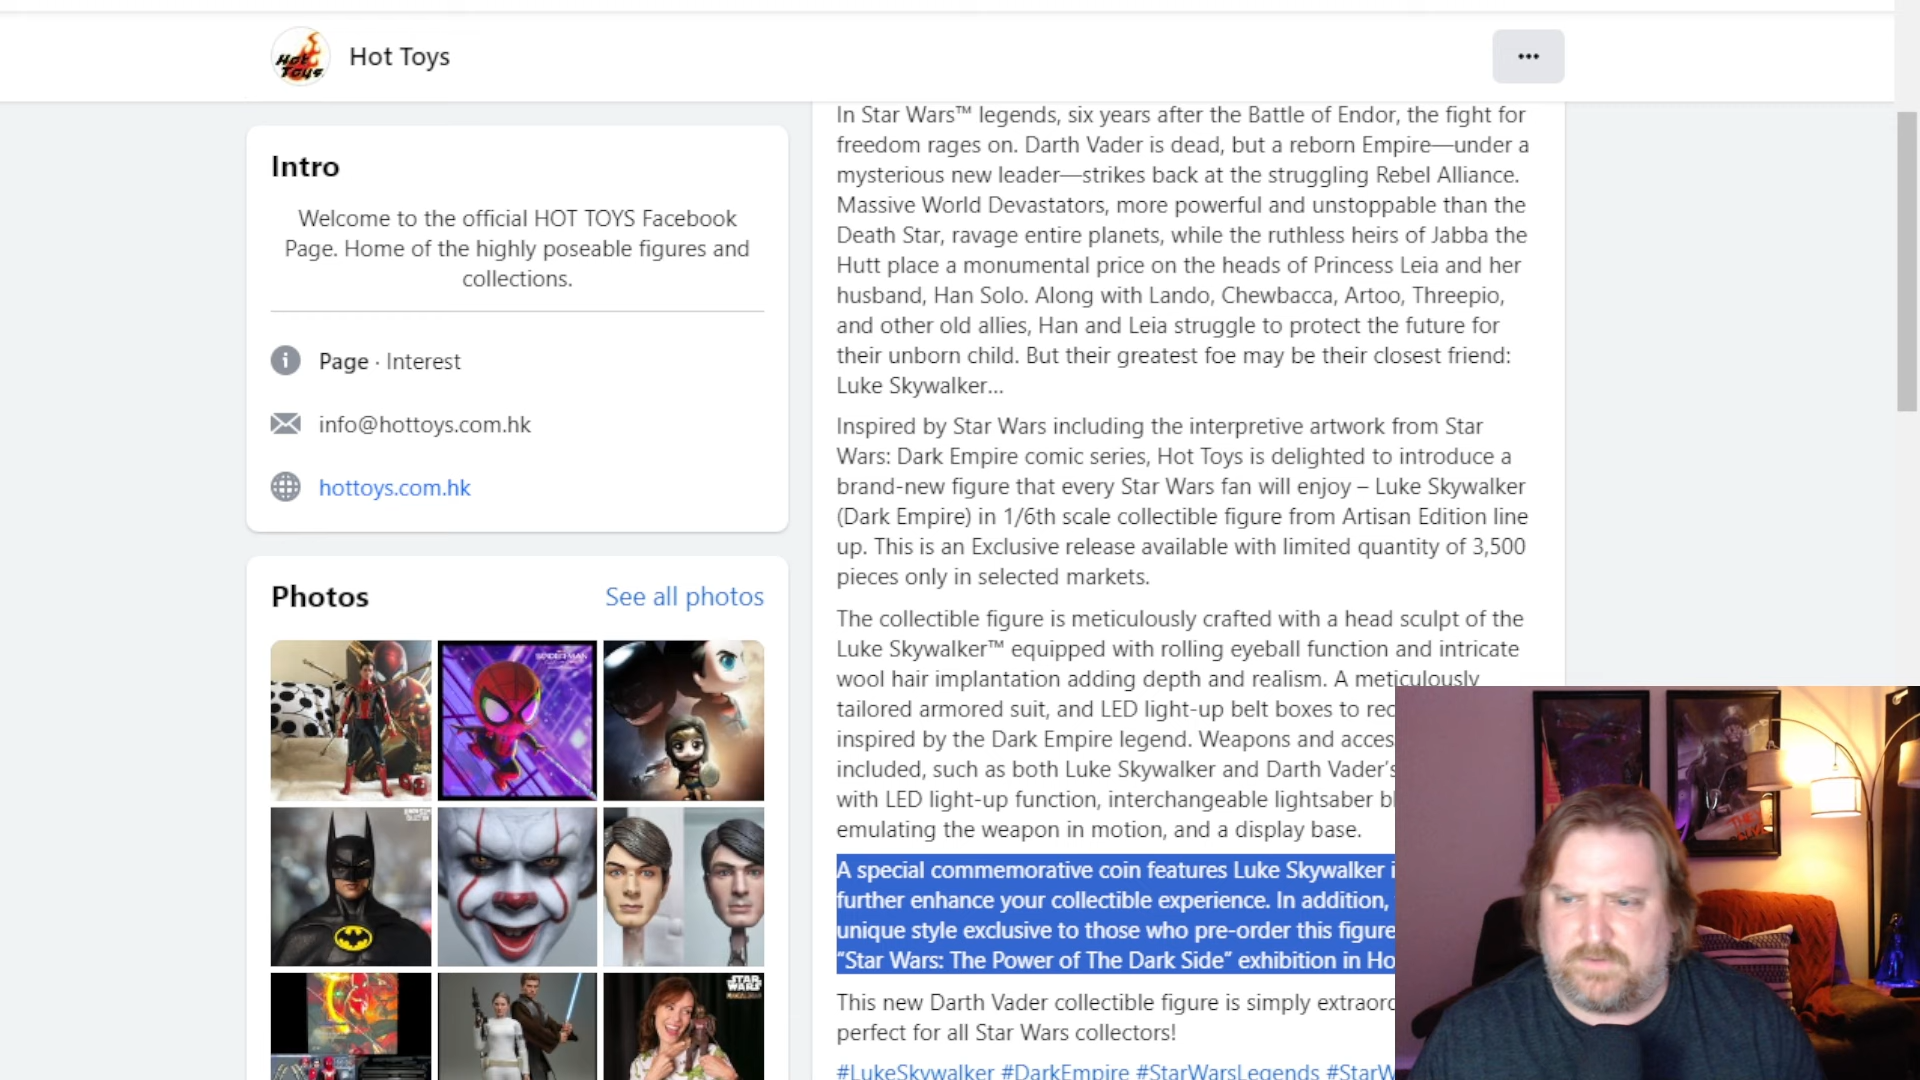 Hot Toys
Hot Toys
Intro
Welcome to the official HOT TOYS Facebook
Page. Home of the highly poseable figures and
collections.
Page · Interest
info@hottoys.com.hk
hottoys.com.hk
Photos
See all photos
SPIDER-MAN
STAR WARS
In Star Wars™ legends, six years after the Battle of Endor, the fight for
freedom rages on. Darth Vader is dead, but a reborn Empire—under a
mysterious new leader—strikes back at the struggling Rebel Alliance.
Massive World Devastators, more powerful and unstoppable than the
Death Star, ravage entire planets, while the ruthless heirs of Jabba the
Hutt place a monumental price on the heads of Princess Leia and her
husband, Han Solo. Along with Lando, Chewbacca, Artoo, Threepio,
and other old allies, Han and Leia struggle to protect the future for
their unborn child. But their greatest foe may be their closest friend:
Luke Skywalker...
Inspired by Star Wars including the interpretive artwork from Star
Wars: Dark Empire comic series, Hot Toys is delighted to introduce a
brand-new figure that every Star Wars fan will enjoy – Luke Skywalker
(Dark Empire) in 1/6th scale collectible figure from Artisan Edition line
up. This is an Exclusive release available with limited quantity of 3,500
pieces only in selected markets.
The collectible figure is meticulously crafted with a head sculpt of the
Luke Skywalker™ equipped with rolling eyeball function and intricate
wool hair implantation adding depth and realism. A meticulously
tailored armored suit, and LED light-up belt boxes to rec
inspired by the Dark Empire legend. Weapons and acces
included, such as both Luke Skywalker and Darth Vader's
with LED light-up function, interchangeable lightsaber bl
emulating the weapon in motion, and a display base.
A special commemorative coin features Luke Skywalker i
further enhance your collectible experience. In addition,
unique style exclusive to those who pre-order this figure
“Star Wars: The Power of The Dark Side” exhibition in Ho
This new Darth Vader collectible figure is simply extraorc
perfect for all Star Wars collectors!
#LukeSkywalker #DarkEmpire #StarWarsLegends #StarW